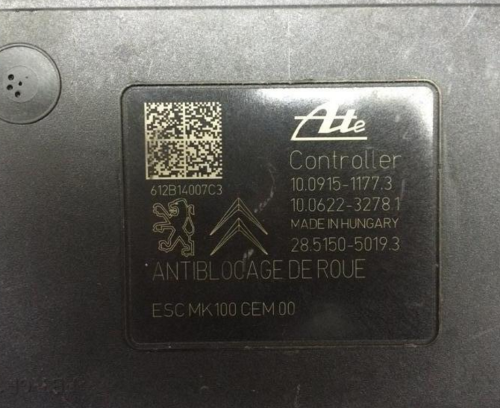 Ate
Controller
612B14007C3
10.0915-1177.3
10.0622-3278.1
MADE IN HUNGARY
28.5150-5019.3
ANTIBLOCAGE DE ROUE
ESC MK100 CEM 00